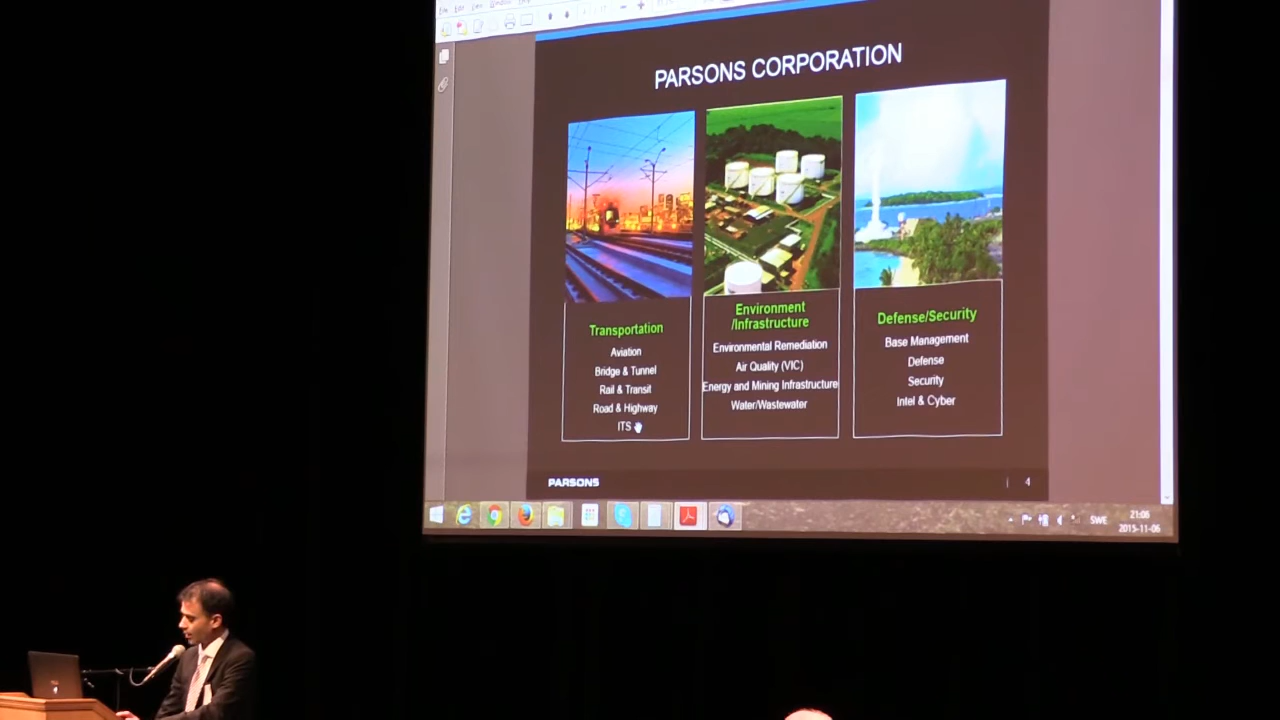 PARSONS CORPORATION
Transportation
Aviation
Bridge & Tunnel
Rail & Transit
Road & Highway
ITS
Environment
/Infrastructure
Environmental Remediation
Air Quality (VIC)
Energy and Mining Infrastructure
Water/Wastewater
Defense/Security
Base Management
Defense
Security
Intel & Cyber
PARSONS
4
SWE
21:06
2015-11-06